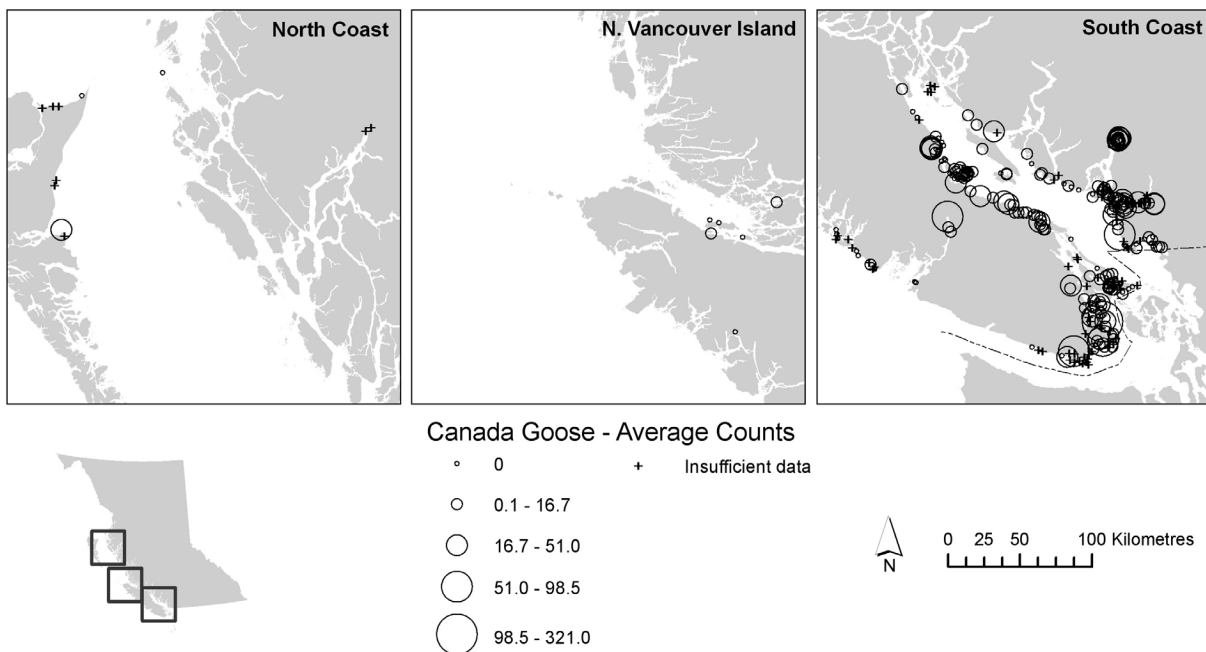 North Coast
N. Vancouver Island
South Coast
Canada Goose - Average Counts
0
Insufficient data
0.1 - 16.7
16.7 - 51.0
51.0 - 98.5
98.5 - 321.0
N
0 25 50 100 Kilometres